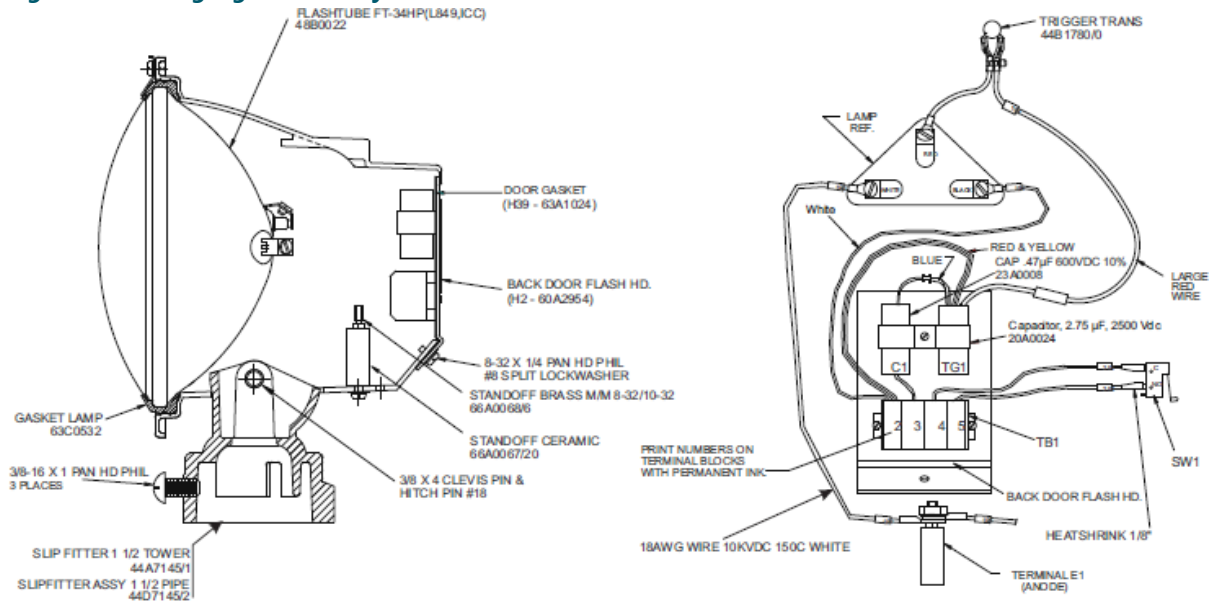 FLASHTUBE FT-34HP(L849,ICC)
48B0022
DOOR GASKET
(H39 - 63A1024)
BACK DOOR FLASH HD.
(H2 - 60A2954)
8-32 X 1/4 PAN HD PHIL
#8 SPLIT LOCKWASHER
STANDOFF BRASS M/M 8-32/10-32
66A0068/6
STANDOFF CERAMIC
66A0067/20
3/8 X 4 CLEVIS PIN &
HITCH PIN #18
GASKET LAMP
63C0532
3/8-16 X 1 PAN HD PHIL
3 PLACES
SLIP FITTER 1 1/2 TOWER
44A7145/1
SLIPFITTER ASSY 1 1/2 PIPE
44D7145/2
TRIGGER TRANS
44B1780/0
LAMP
REF.
RED
WHITE
BLACK
White
RED & YELLOW
BLUE
CAP .47µF 600VDC 10%
23A0008
LARGE
RED
WIRE
Capacitor, 2.75 µF, 2500 Vdc
20A0024
C1
TG1
C
NO
2
3
4
5
TB1
SW1
PRINT NUMBERS ON
TERMINAL BLOCKS
WITH PERMANENT INK.
BACK DOOR FLASH HD.
HEATSHRINK 1/8"
18AWG WIRE 10KVDC 150C WHITE
TERMINAL E1
(ANODE)